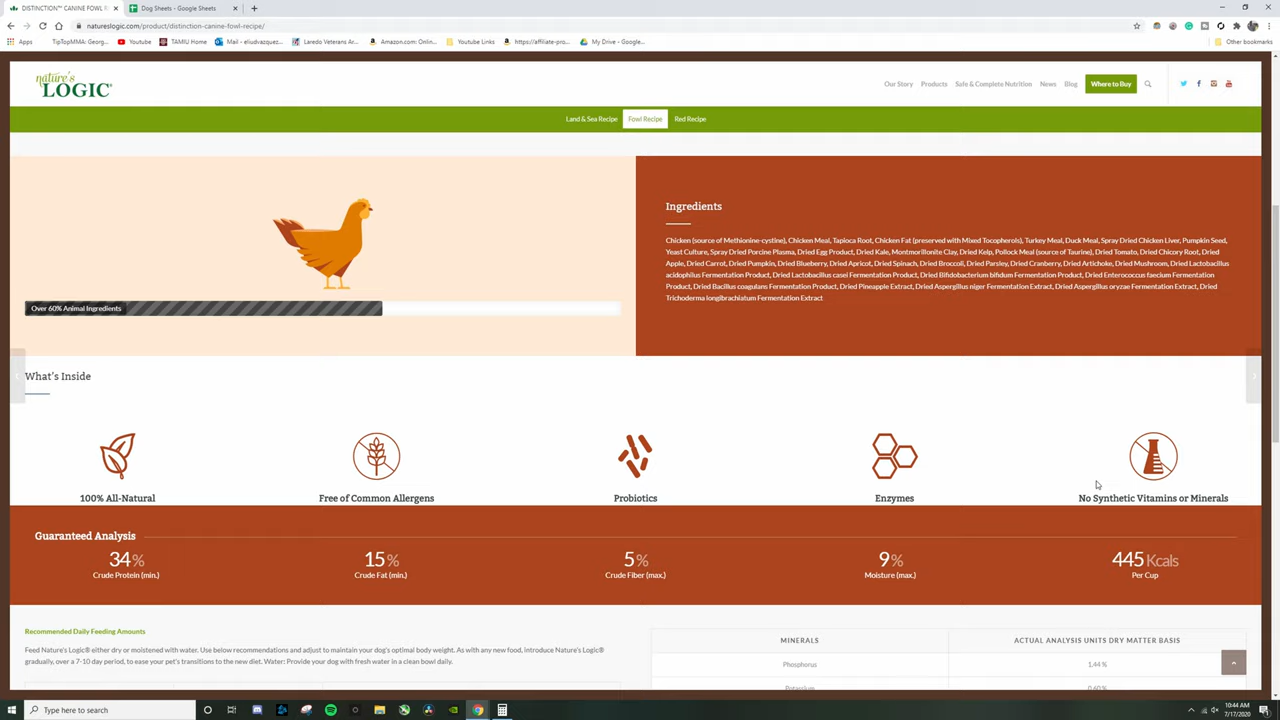 DISTINCTION™ CANINE FOWL R
Dog Sheets - Google Sheets
natureslogic.com/product/distinction-canine-fowl-recipe/
Apps
TipTopMMA: Georg...
Youtube
TAMIU Home
Mail - eliudvazquez...
Laredo Veterans Ar...
Amazon.com: Onlin...
Youtube Links
https://affiliate-pro...
My Drive - Google...
Other bookmarks
nature's
LOGIC
Our Story
Products
Safe & Complete Nutrition
News
Blog
Where to Buy
Land & Sea Recipe
Fowl Recipe
Red Recipe
Over 60% Animal Ingredients
Ingredients
Chicken (source of Methionine-cystine), Chicken Meal, Tapioca Root, Chicken Fat (preserved with Mixed Tocopherols), Turkey Meal, Duck Meal, Spray Dried Chicken Liver, Pumpkin Seed,
Yeast Culture, Spray Dried Porcine Plasma, Dried Egg Product, Dried Kale, Montmorillonite Clay, Dried Kelp, Pollock Meal (source of Taurine), Dried Tomato, Dried Chicory Root, Dried
Apple, Dried Carrot, Dried Pumpkin, Dried Blueberry, Dried Apricot, Dried Spinach, Dried Broccoli, Dried Parsley, Dried Cranberry, Dried Artichoke, Dried Mushroom, Dried Lactobacillus
acidophilus Fermentation Product, Dried Lactobacillus casei Fermentation Product, Dried Bifidobacterium bifidum Fermentation Product, Dried Enterococcus faecium Fermentation
Product, Dried Bacillus coagulans Fermentation Product, Dried Pineapple Extract, Dried Aspergillus niger Fermentation Extract, Dried Aspergillus oryzae Fermentation Extract, Dried
Trichoderma longibrachiatum Fermentation Extract
What's Inside
100% All-Natural
Free of Common Allergens
Probiotics
Enzymes
No Synthetic Vitamins or Minerals
Guaranteed Analysis
34 %
Crude Protein (min.)
15 %
Crude Fat (min.)
5 %
Crude Fiber (max.)
9 %
Moisture (max.)
445 Kcals
Per Cup
Recommended Daily Feeding Amounts
Feed Nature's Logic® either dry or moistened with water. Use below recommendations and adjust to maintain your dog's optimal body weight. As with any new food, introduce Nature's Logic®
gradually, over a 7-10 day period, to ease your pet's transitions to the new diet. Water: Provide your dog with fresh water in a clean bowl daily.
MINERALS
ACTUAL ANALYSIS UNITS DRY MATTER BASIS
Phosphorus
1.44 %
Potassium
0.60 %
Type here to search
10:44 AM
7/17/2020